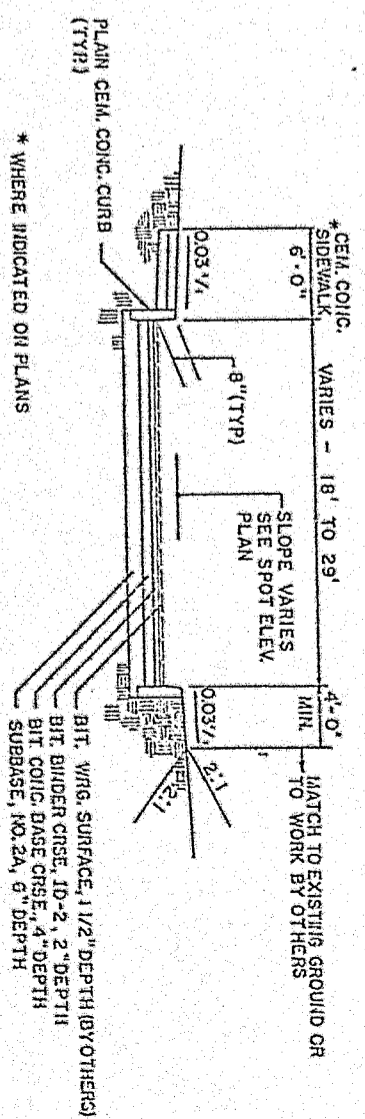 * CEM. CONC.
SIDEWALK
6'-0"
VARIES - 18' TO 29'
4'-0"
MIN.
MATCH TO EXISTING GROUND OR
TO WORK BY OTHERS
0.03'/'
8"(TYP)
SLOPE VARIES
SEE SPOT ELEV.
PLAN
0.03'/'
2:1
2:1
PLAIN CEM. CONC. CURB
(TYP.)
BIT. WRG. SURFACE, 1 1/2" DEPTH (BY OTHERS)
BIT. BINDER CRSE, ID-2, 2" DEPTH
BIT. CONC. BASE CRSE., 4" DEPTH
SUBBASE, NO. 2A, 6" DEPTH
* WHERE INDICATED ON PLANS